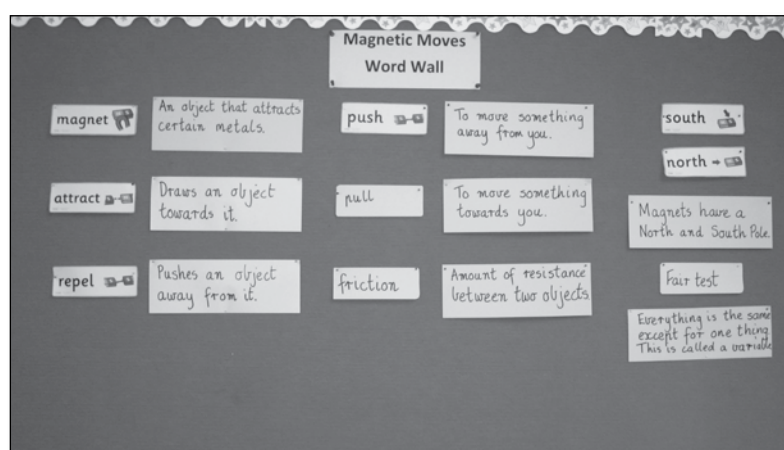 Magnetic Moves
Word Wall
magnet
An object that attracts
certain metals.
attract
Draws an object
towards it.
repel
Pushes an object
away from it.
push
To move something
away from you.
pull
To move something
towards you.
friction
Amount of resistance
between two objects.
south
north
Magnets have a
North and South Pole.
Fair test
Everything is the same
except for one thing.
This is called a variable